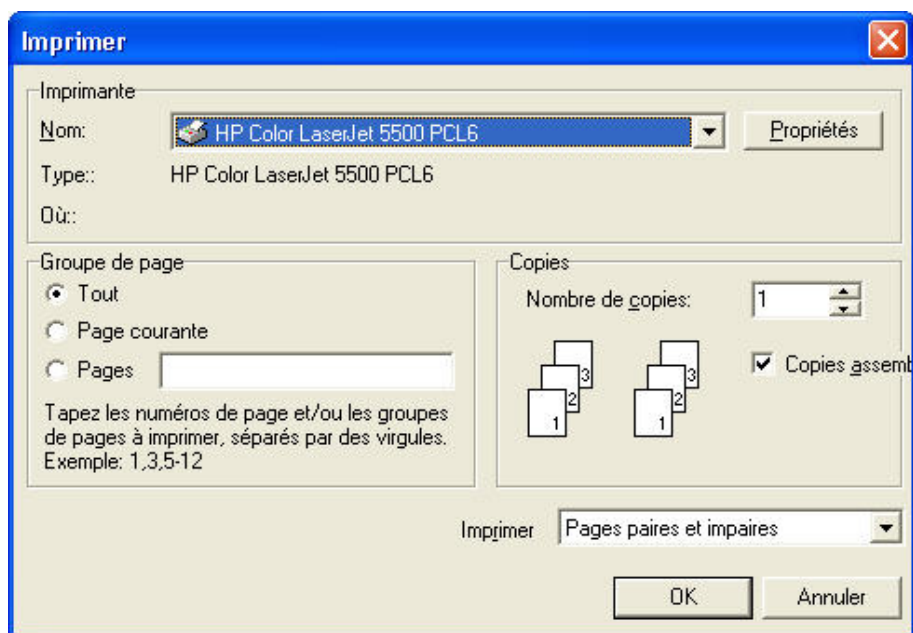 Imprimer
Imprimante
Nom: HP Color LaserJet 5500 PCL6 Propriétés
Type:: HP Color LaserJet 5500 PCL6
Où::
Groupe de page
Tout
Page courante
Pages
Tapez les numéros de page et/ou les groupes
de pages à imprimer, séparés par des virgules.
Exemple: 1,3,5-12
Copies
Nombre de copies: 1
3 3
2 2
1 1
Copies assemb
Imprimer Pages paires et impaires
OK Annuler